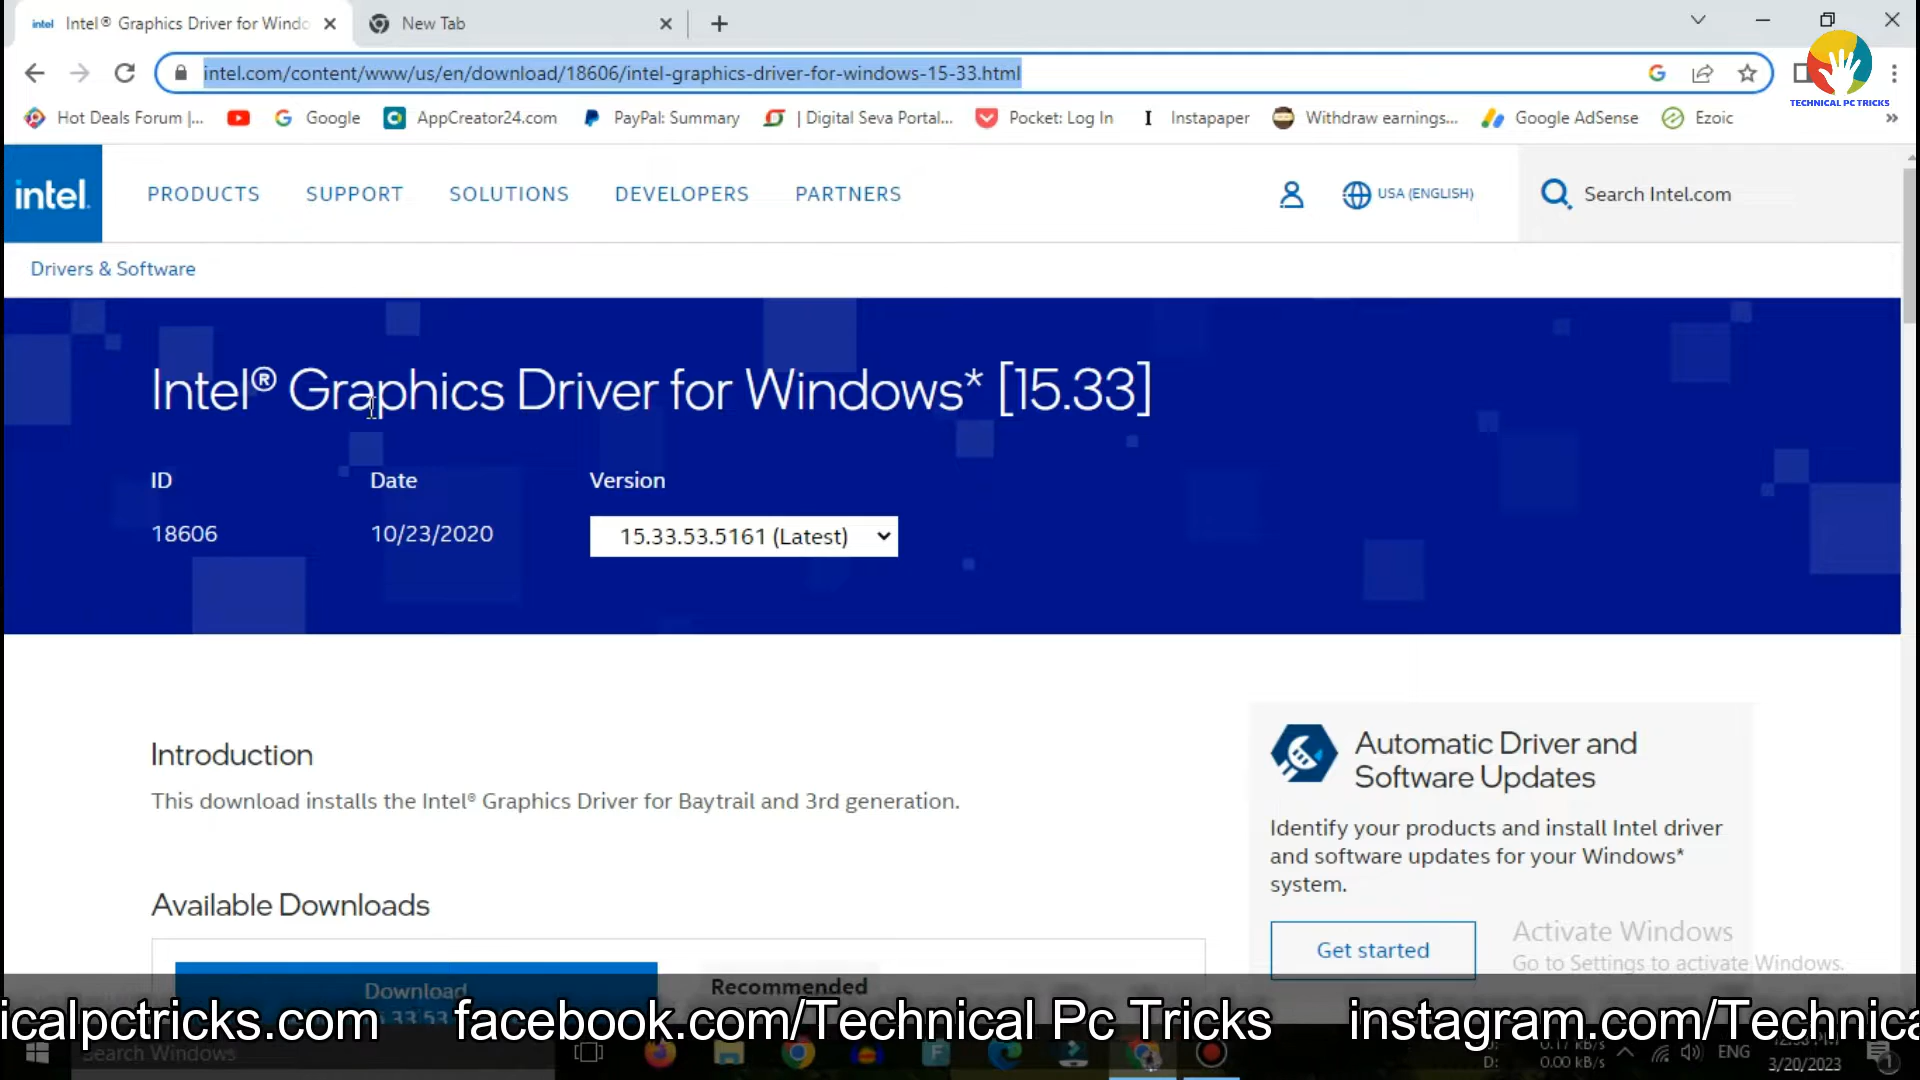 intel Intel® Graphics Driver for Windo
New Tab
intel.com/content/www/us/en/download/18606/intel-graphics-driver-for-windows-15-33.html
TECHNICAL PC TRICKS
Hot Deals Forum |... Google AppCreator24.com PayPal: Summary | Digital Seva Portal... Pocket: Log In Instapaper Withdraw earnings... Google AdSense Ezoic »
intel. PRODUCTS SUPPORT SOLUTIONS DEVELOPERS PARTNERS USA (ENGLISH) Search Intel.com
Drivers & Software
Intel® Graphics Driver for Windows* [15.33]
ID Date Version
18606 10/23/2020 15.33.53.5161 (Latest)
Introduction
This download installs the Intel® Graphics Driver for Baytrail and 3rd generation.
Automatic Driver and
Software Updates
Identify your products and install Intel driver
and software updates for your Windows*
system.
Get started
Available Downloads
Activate Windows
Go to Settings to activate Windows.
Download
Recommended
icalpctricks.com facebook.com/Technical Pc Tricks instagram.com/Technica
Search Windows
D: 0.00 kB/s
ENG
3/20/2023
1